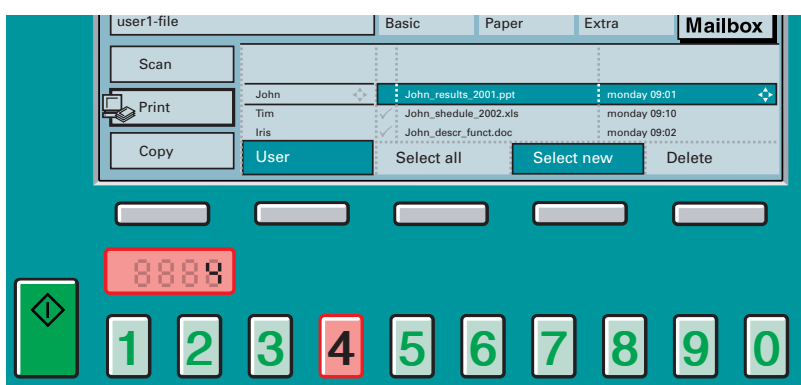 user1-file Basic Paper Extra Mailbox
Scan
John John_results_2001.ppt monday 09:01
Print
Tim John_shedule_2002.xls monday 09:10
Iris John_descr_funct.doc monday 09:02
Copy User Select all Select new Delete
4
1 2 3 4 5 6 7 8 9 0